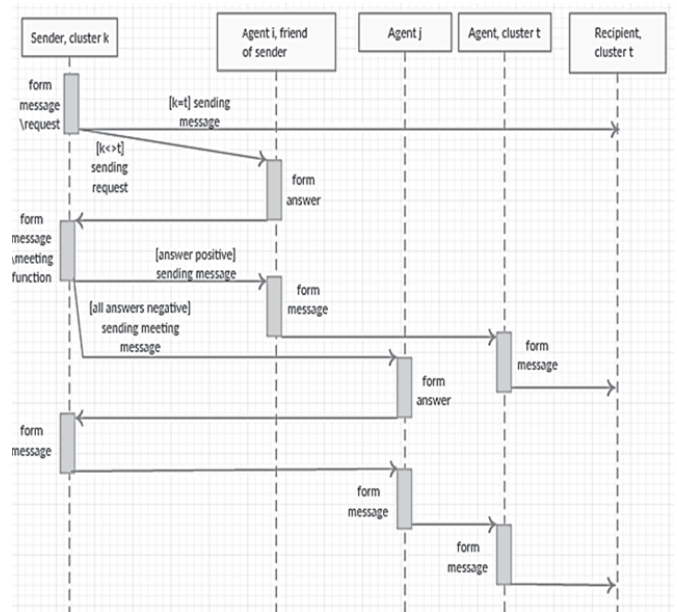 Sender, cluster k
Agent i, friend
of sender
Agent j
Agent, cluster t
Recipient,
cluster t
form
message
\request
[k=t] sending
message
[k<>t]
sending
request
form
answer
form
message
\meeting
function
[answer positive]
sending message
form
message
[all answers negative]
sending meeting
message
form
message
form
answer
form
message
form
message
form
message